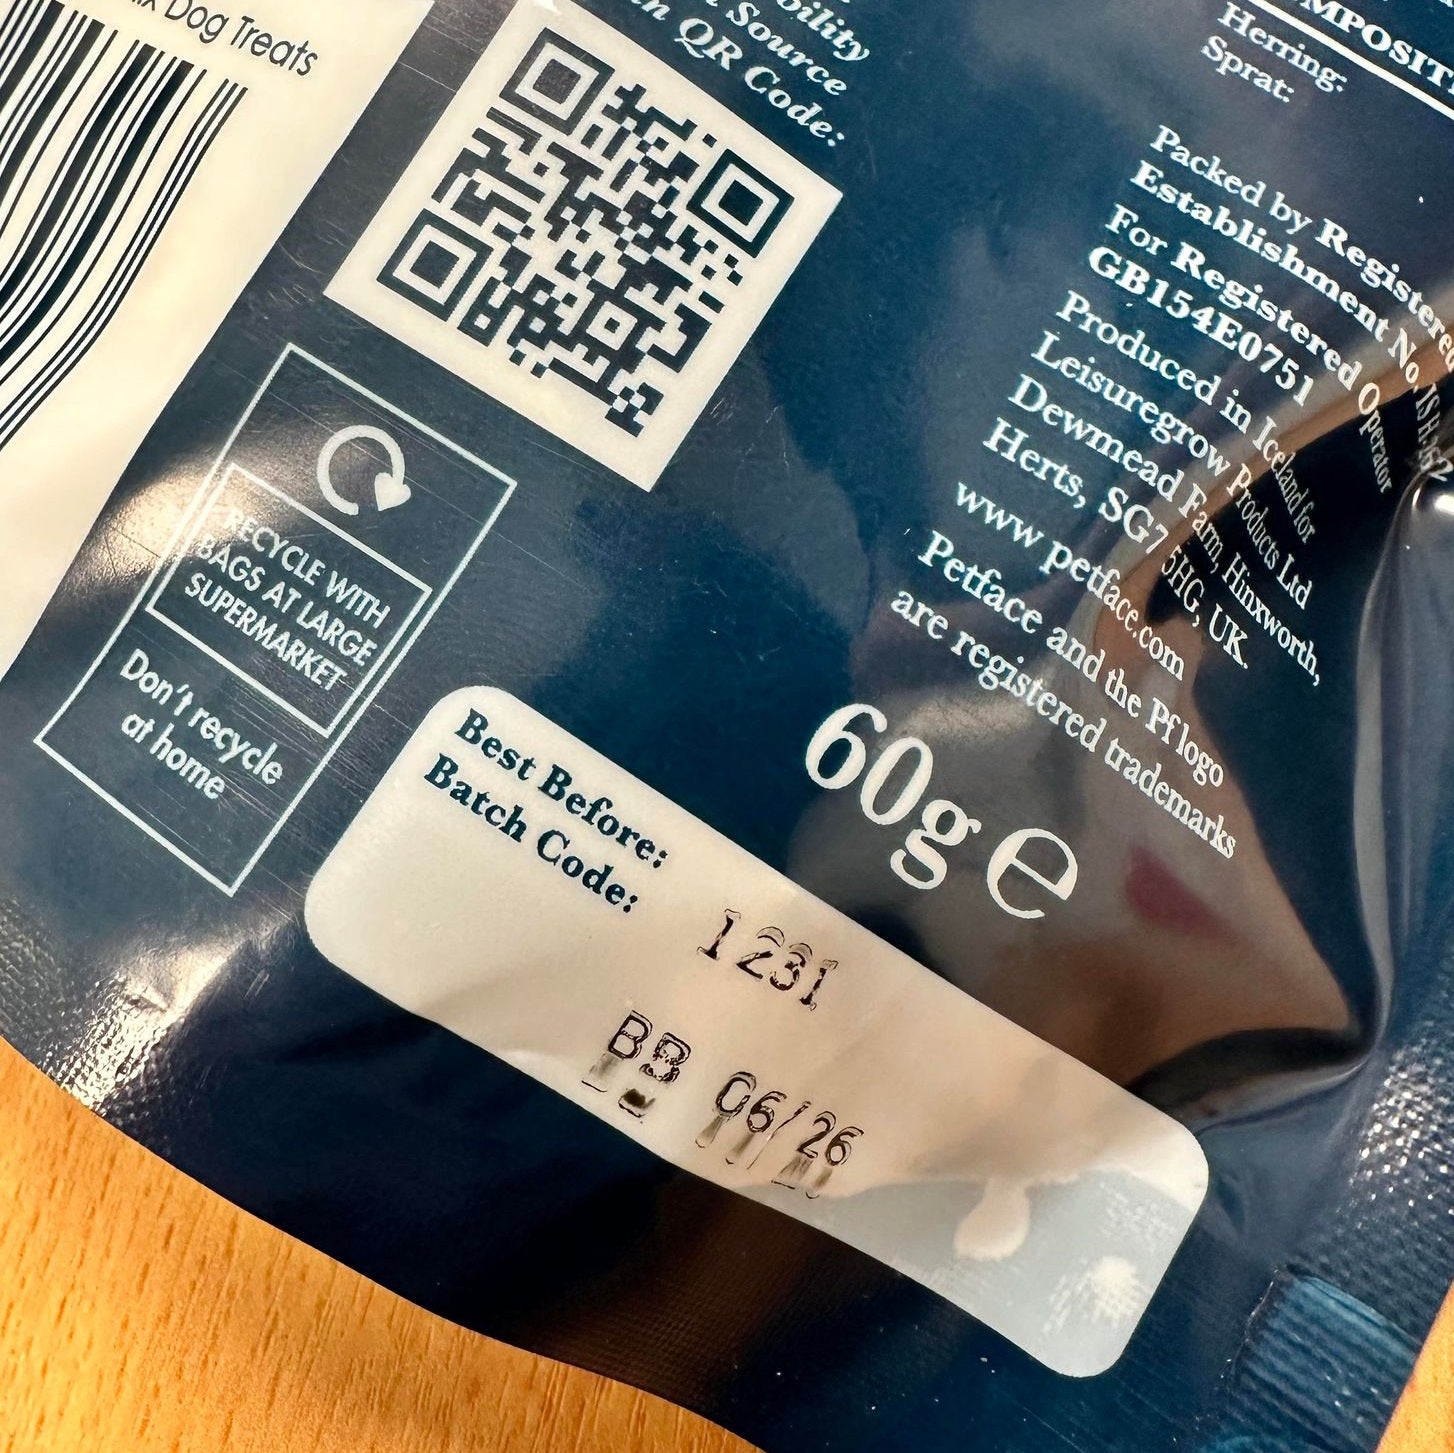 Dog Treats
Source
QR Code:
Herring:
Sprat:
Packed by Registered
Establishment No.
For Registered Operator
GB154E0751
Produced in Iceland for
Leisuregrow Products Ltd
Dewmead Farm, Hinxworth,
Herts, SG7 5HG, UK.
www.petface.com
Petface and the Pf logo
are registered trademarks
RECYCLE WITH
BAGS AT LARGE
SUPERMARKET
Don't recycle
at home
60g e
Best Before:
Batch Code:
1231
BB 06/26